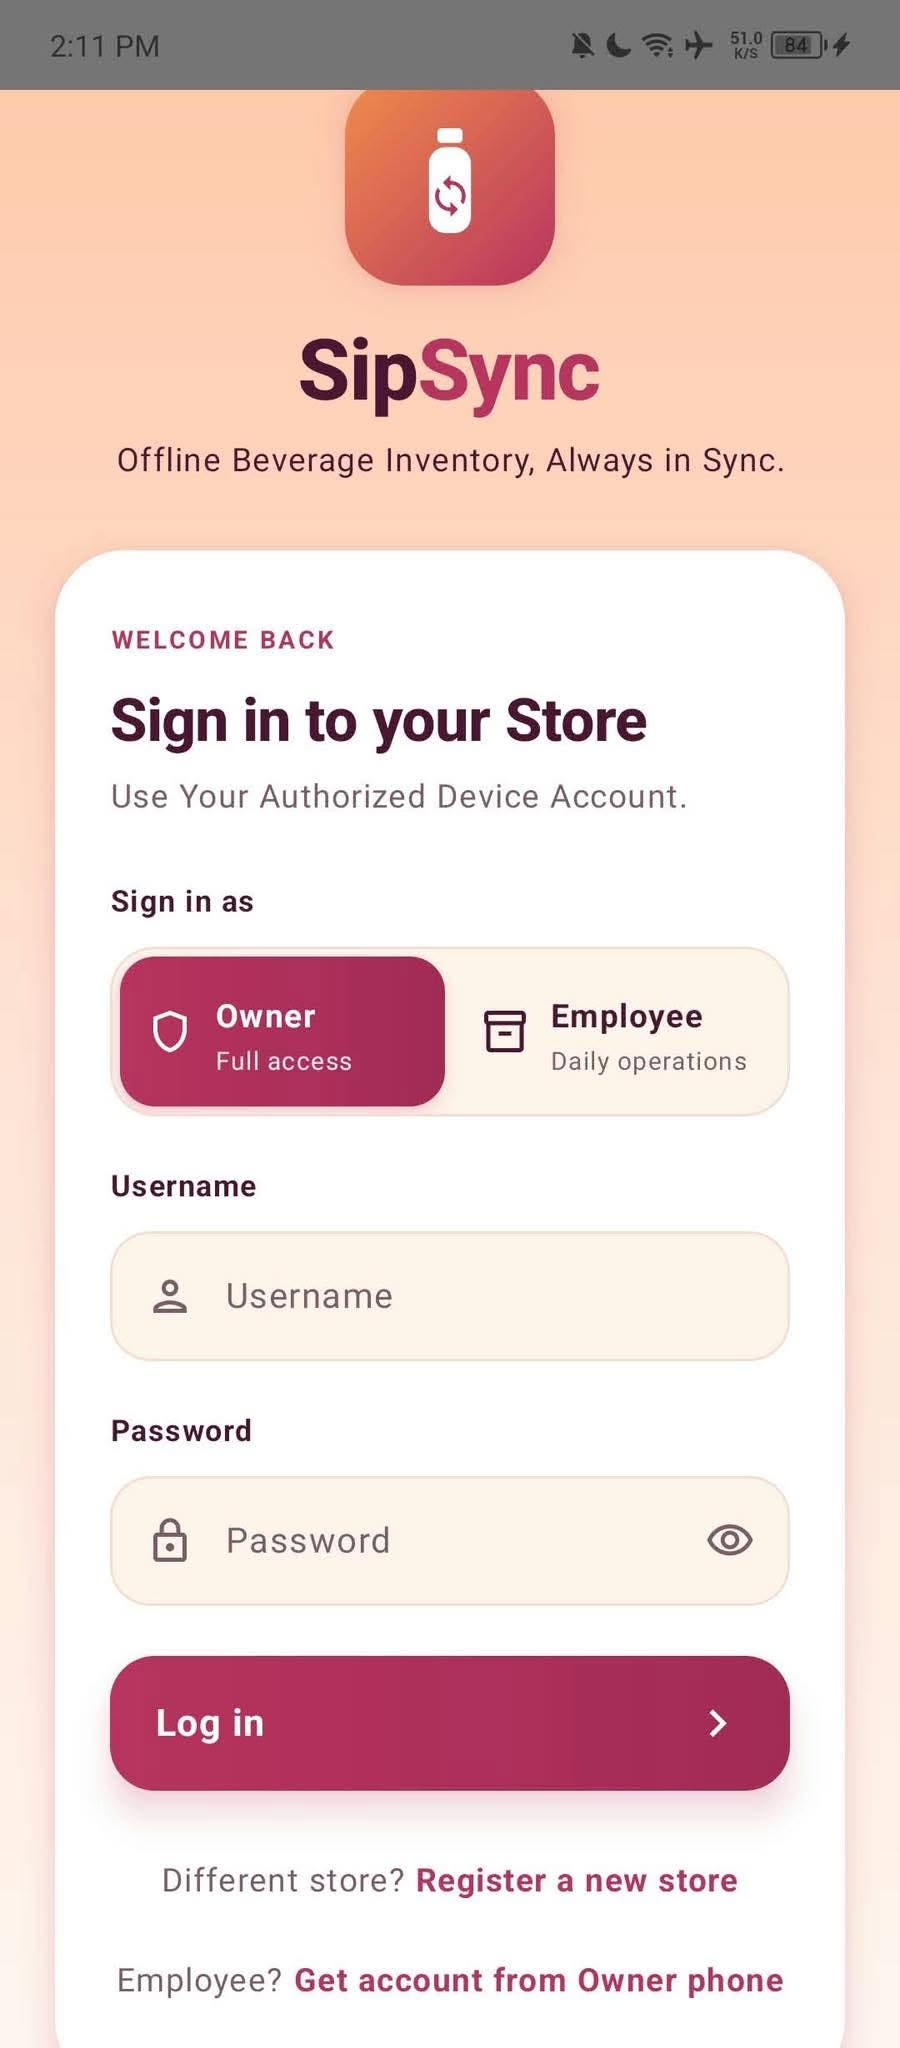 2:11 PM
51.0
K/S
84
SipSync
Offline Beverage Inventory, Always in Sync.
WELCOME BACK
Sign in to your Store
Use Your Authorized Device Account.
Sign in as
Owner
Full access
Employee
Daily operations
Username
Username
Password
Password
Log in
Different store? Register a new store
Employee? Get account from Owner phone